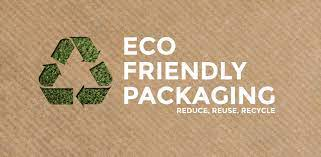 ECO
FRIENDLY
PACKAGING
REDUCE, REUSE, RECYCLE